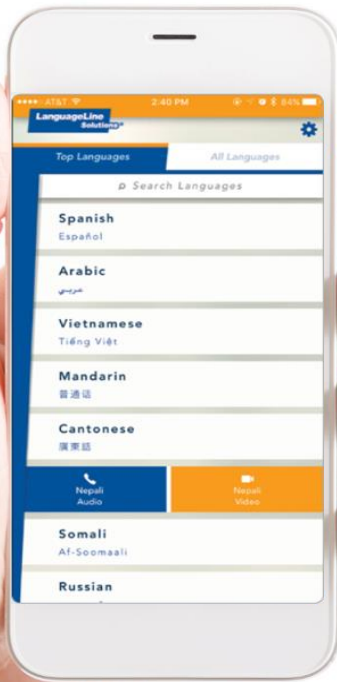 AT&T 2:40 PM 84%
LanguageLine
Solutions
Top Languages All Languages
Search Languages
Spanish
Español
Arabic
عربي
Vietnamese
Tiếng Việt
Mandarin
普通话
Cantonese
廣東話
Nepali Nepali
Audio Video
Somali
Af-Soomaali
Russian